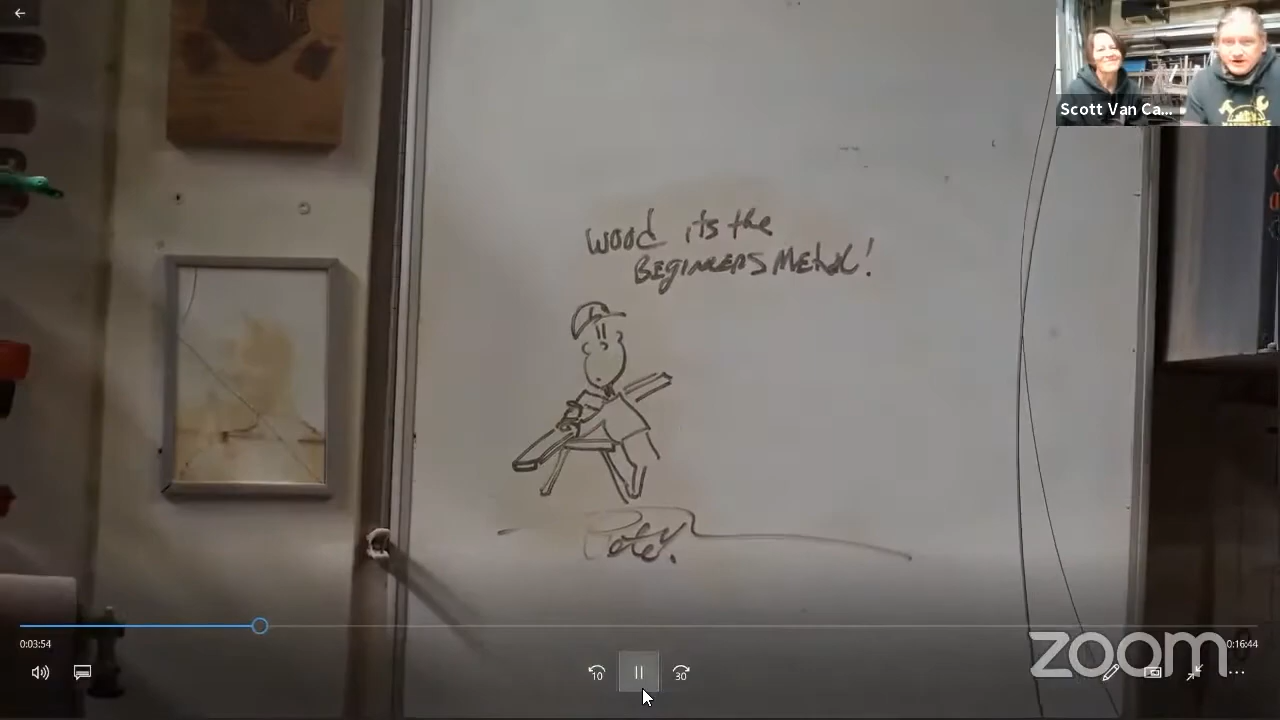 Scott Van Ca...
wood its the
BEGINNERS Metal!
Pete.
0:03:54
0:16:44
10
30
zoom